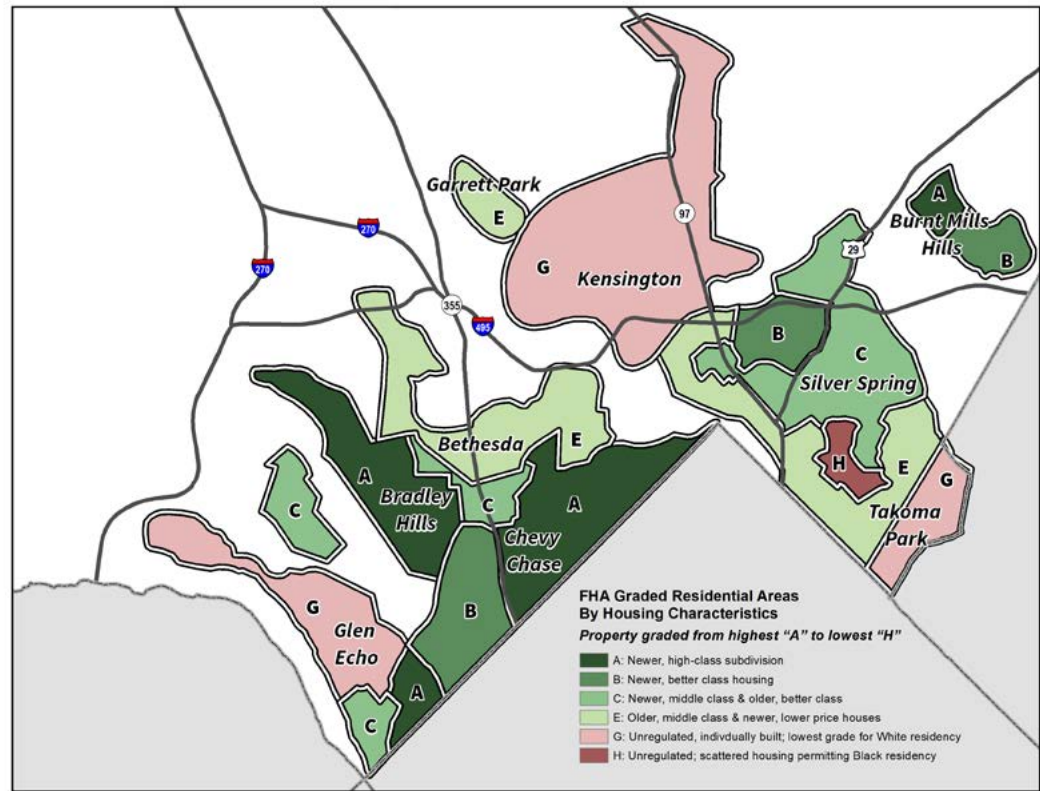 97
Garrett Park
E
A
Burnt Mills
Hills
B
270
270
29
G
Kensington
355
495
B
C
Silver Spring
Bethesda
E
H
E
G
Takoma
Park
A
Bradley
Hills
C
C
A
Chevy
Chase
G
Glen
Echo
B
A
C
FHA Graded Residential Areas
By Housing Characteristics
Property graded from highest “A” to lowest “H”
A: Newer, high-class subdivision
B: Newer, better class housing
C: Newer, middle class & older, better class
E: Older, middle class & newer, lower price houses
G: Unregulated, indivdually built; lowest grade for White residency
H: Unregulated; scattered housing permitting Black residency